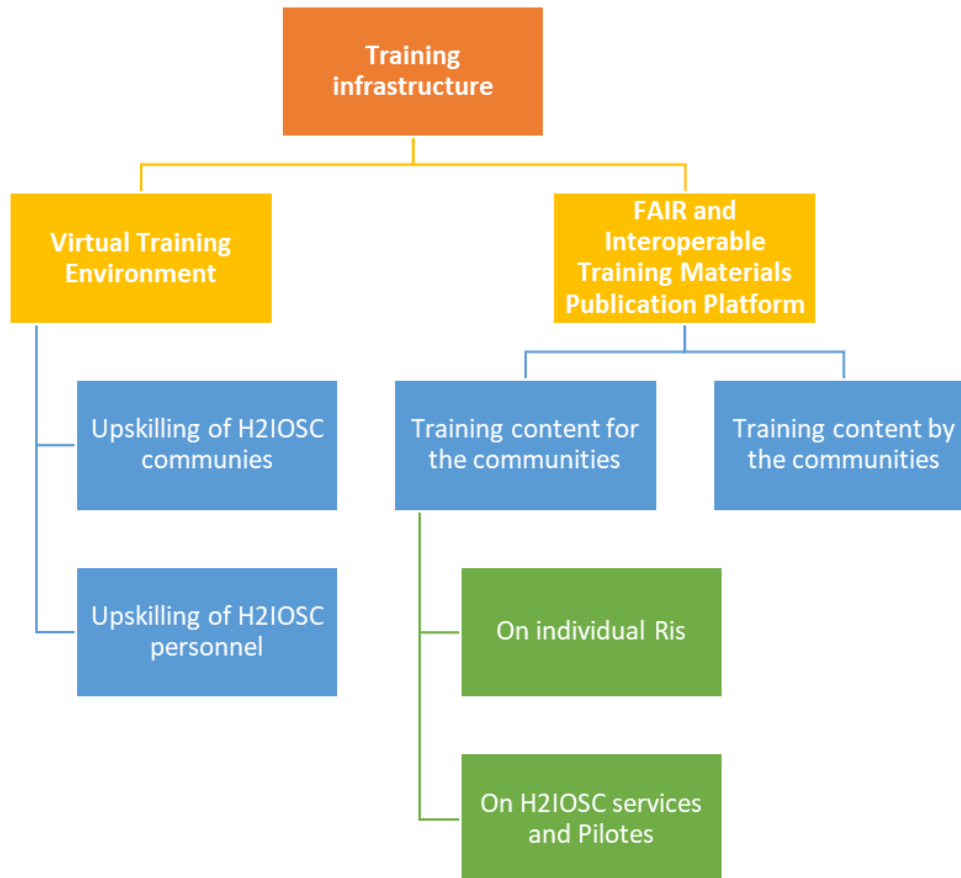 Training
infrastructure
Virtual Training
Environment
FAIR and
Interoperable
Training Materials
Publication Platform
Upskilling of H2IOSC
communies
Training content for
the communities
Training content by
the communities
Upskilling of H2IOSC
personnel
On individual Ris
On H2IOSC services
and Pilotes